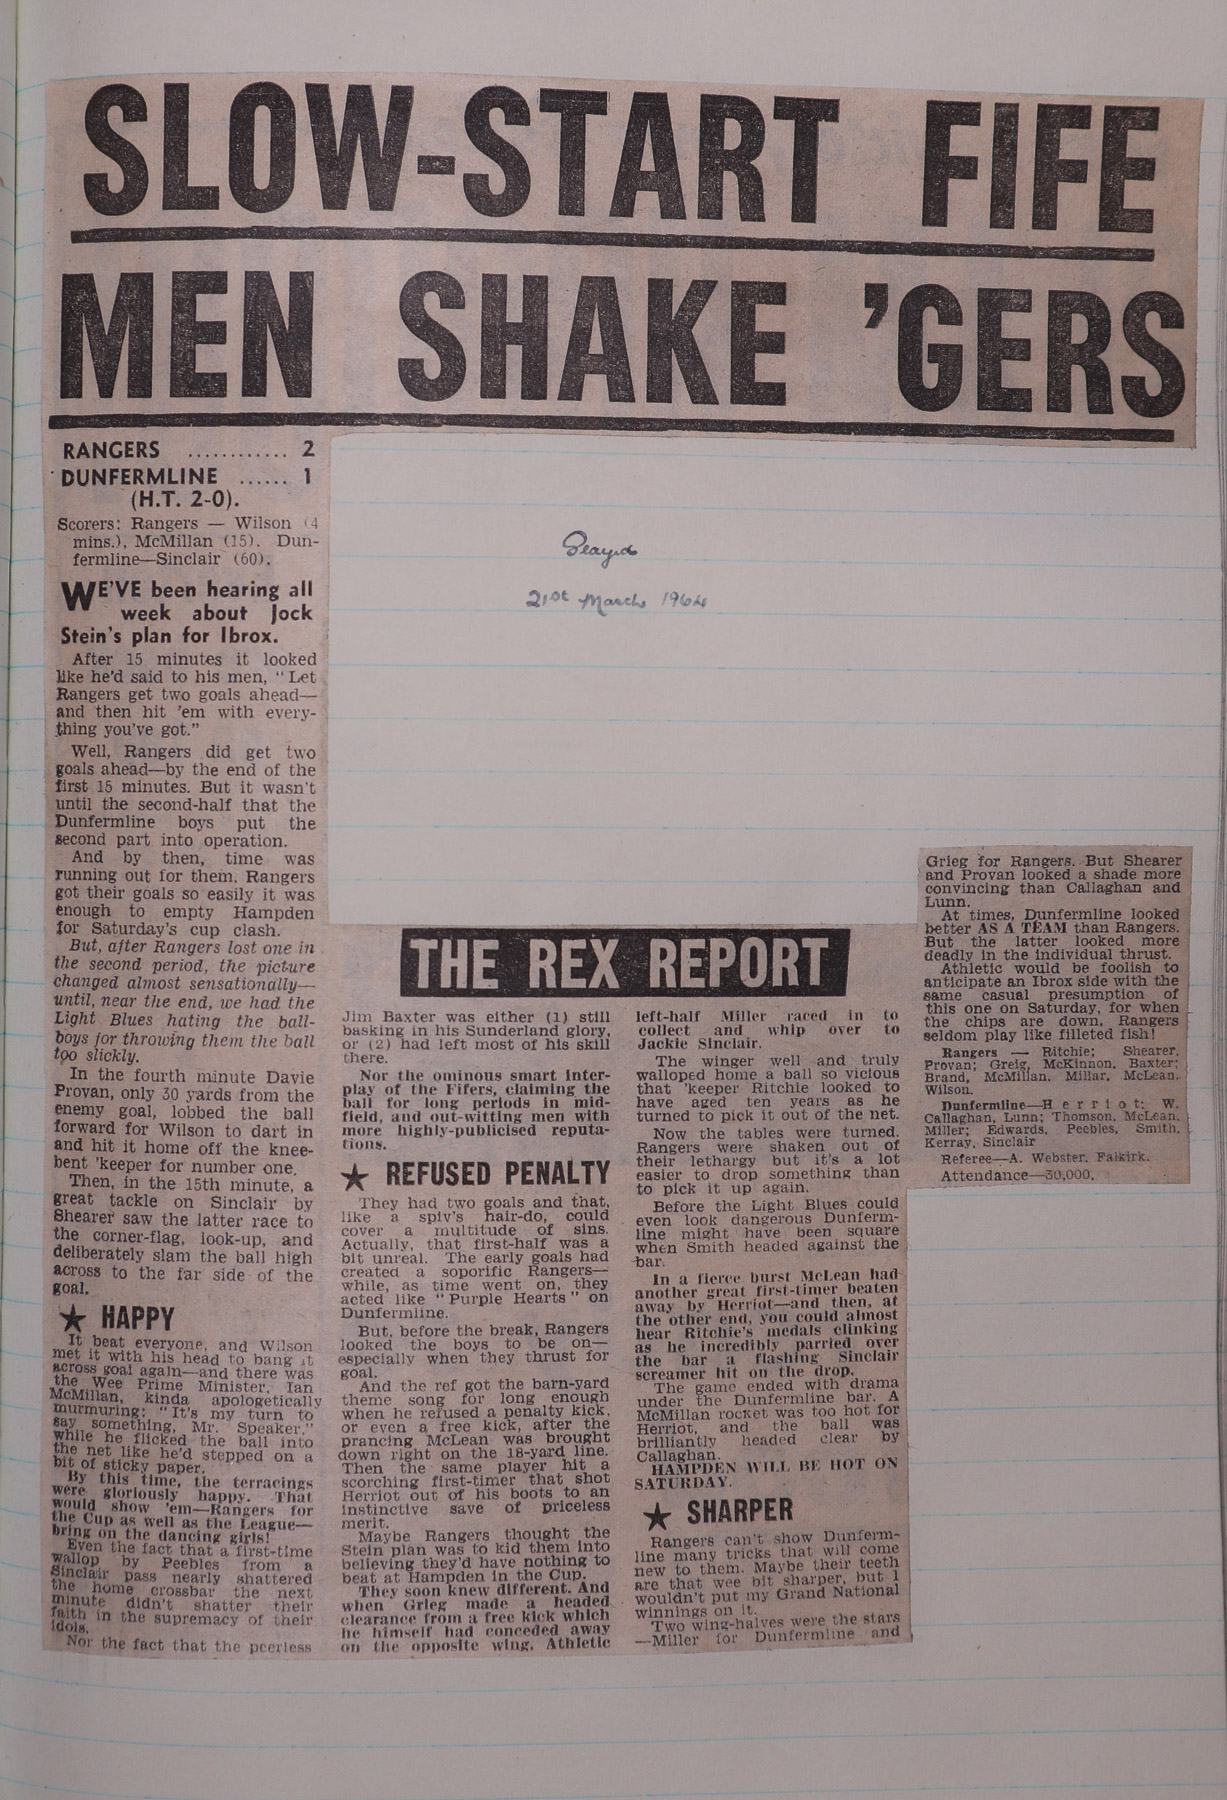 SLOW-START FIFE
MEN SHAKE 'GERS
RANGERS ............ 2
DUNFERMLINE ...... 1
(H.T. 2-0).
Scorers: Rangers — Wilson (4
mins.), McMillan (15). Dun-
fermline—Sinclair (60).
WE'VE been hearing all
week about Jock
Stein's plan for Ibrox.
After 15 minutes it looked
like he'd said to his men, "Let
Rangers get two goals ahead—
and then hit 'em with every-
thing you've got."
Well, Rangers did get two
goals ahead—by the end of the
first 15 minutes. But it wasn't
until the second-half that the
Dunfermline boys put the
second part into operation.
And by then, time was
running out for them. Rangers
got their goals so easily it was
enough to empty Hampden
for Saturday's cup clash.
But, after Rangers lost one in
the second period, the picture
changed almost sensationally—
until, near the end, we had the
Light Blues hating the ball-
boys for throwing them the ball
too slickly.
In the fourth minute Davie
Provan, only 30 yards from the
enemy goal, lobbed the ball
forward for Wilson to dart in
and hit it home off the knee-
bent 'keeper for number one.
Then, in the 15th minute, a
great tackle on Sinclair by
Shearer saw the latter race to
the corner-flag, look-up, and
deliberately slam the ball high
across to the far side of the
goal.
★ HAPPY
It beat everyone, and Wilson
met it with his head to bang it
across goal again—and there was
the Wee Prime Minister, Ian
McMillan, kinda apologetically
murmuring: "It's my turn to
say something, Mr. Speaker,"
while he flicked the ball into
the net like he'd stepped on a
bit of sticky paper.
By this time, the terracings
were gloriously happy. That
would show 'em—Rangers for
the Cup as well as the League—
bring on the dancing girls!
Even the fact that a first-time
wallop by Peebles from a
Sinclair pass nearly shattered
the home crossbar the next
minute didn't shatter their
faith in the supremacy of their
idols.
Nor the fact that the peerless
Played
21st March 1964
THE REX REPORT
Jim Baxter was either (1) still
basking in his Sunderland glory,
or (2) had left most of his skill
there.
Nor the ominous smart inter-
play of the Fifers, claiming the
ball for long periods in mid-
field, and out-witting men with
more highly-publicised reputa-
tions.
★ REFUSED PENALTY
They had two goals and that,
like a spiv's hair-do, could
cover a multitude of sins.
Actually, that first-half was a
bit unreal. The early goals had
created a soporific Rangers—
while, as time went on, they
acted like "Purple Hearts" on
Dunfermline.
But, before the break, Rangers
looked the boys to be on—
especially when they thrust for
goal.
And the ref got the barn-yard
theme song for long enough
when he refused a penalty kick,
or even a free kick, after the
prancing McLean was brought
down right on the 18-yard line.
Then the same player hit a
scorching first-timer that shot
Herriot out of his boots to an
instinctive save of priceless
merit.
Maybe Rangers thought the
Stein plan was to kid them into
believing they'd have nothing to
beat at Hampden in the Cup.
They soon knew different. And
when Grieg made a headed
clearance from a free kick which
he himself had conceded away
on the opposite wing, Athletic
left-half Miller raced in to
collect and whip over to
Jackie Sinclair.
The winger well and truly
walloped home a ball so vicious
that 'keeper Ritchie looked to
have aged ten years as he
turned to pick it out of the net.
Now the tables were turned.
Rangers were shaken out of
their lethargy but it's a lot
easier to drop something than
to pick it up again.
Before the Light Blues could
even look dangerous Dunferm-
line might have been square
when Smith headed against the
bar.
In a fierce burst McLean had
another great first-timer beaten
away by Herriot—and then, at
the other end, you could almost
hear Ritchie's medals clinking
as he incredibly parried over
the bar a flashing Sinclair
screamer hit on the drop.
The game ended with drama
under the Dunfermline bar. A
McMillan rocket was too hot for
Herriot, and the ball was
brilliantly headed clear by
Callaghan.
HAMPDEN WILL BE HOT ON
SATURDAY.
★ SHARPER
Rangers can't show Dunferm-
line many tricks that will come
new to them. Maybe their teeth
are that wee bit sharper, but I
wouldn't put my Grand National
winnings on it.
Two wing-halves were the stars
—Miller for Dunfermline and
Grieg for Rangers. But Shearer
and Provan looked a shade more
convincing than Callaghan and
Lunn.
At times, Dunfermline looked
better AS A TEAM than Rangers.
But the latter looked more
deadly in the individual thrust.
Athletic would be foolish to
anticipate an Ibrox side with the
same casual presumption of
this one on Saturday, for when
the chips are down, Rangers
seldom play like filleted fish!
Rangers — Ritchie; Shearer,
Provan; Greig, McKinnon, Baxter;
Brand, McMillan, Millar, McLean,
Wilson.
Dunfermline—Herriot; W.
Callaghan, Lunn; Thomson, McLean,
Miller; Edwards, Peebles, Smith,
Kerray, Sinclair
Referee—A. Webster, Falkirk.
Attendance—30,000.